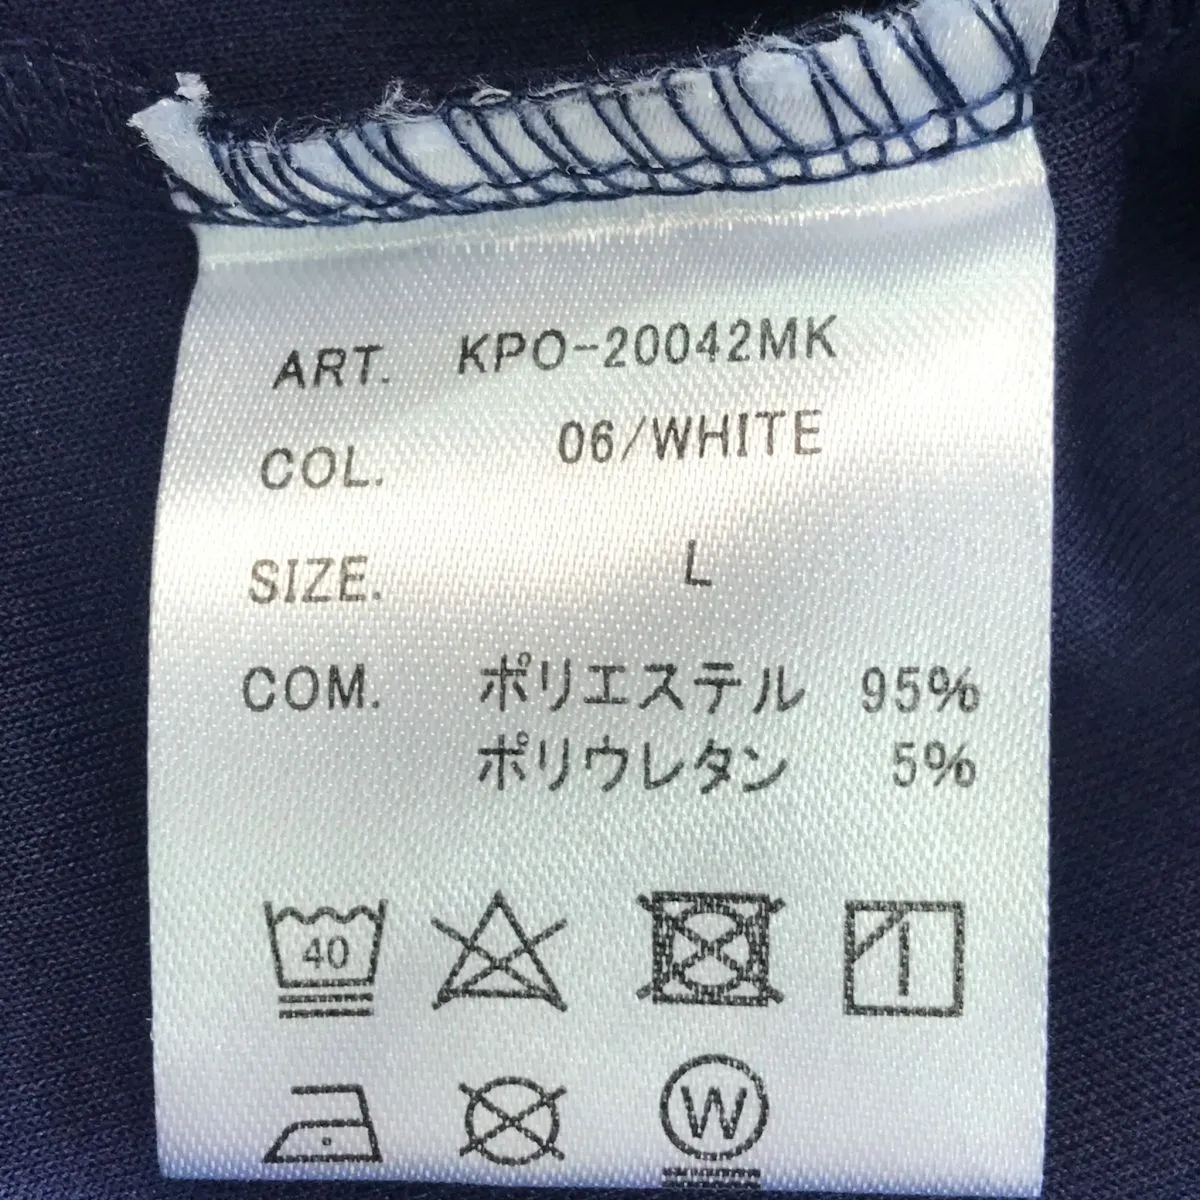 ART. KPO-20042MK
COL. 06/WHITE
SIZE. L
COM. ポリエステル 95%
ポリウレタン 5%
40
W